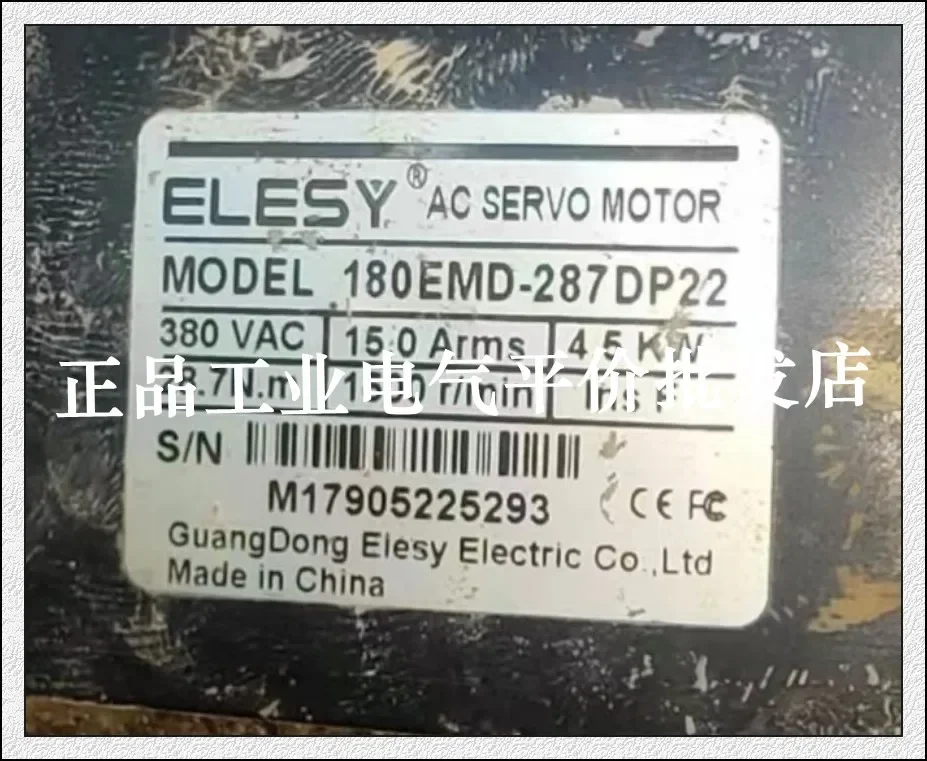 ELESY® AC SERVO MOTOR
MODEL 180EMD-287DP22
380 VAC 15.0 Arms 4.5 KW
正品工业电气平价批发店
r/min
S/N
M17905225293 CE FC
GuangDong Elesy Electric Co.,Ltd
Made in China